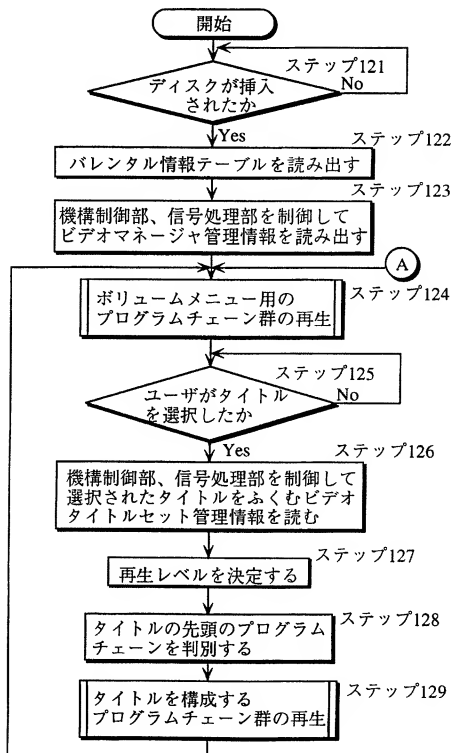 開始
ステップ121
ディスクが挿入
されたか
No
Yes
ステップ122
バレンタル情報テーブルを読み出す
ステップ123
機構制御部、信号処理部を制御して
ビデオマネージャ管理情報を読み出す
A
ステップ124
ボリュームメニュー用の
プログラムチェーン群の再生
ステップ125
ユーザがタイトル
を選択したか
No
Yes
ステップ126
機構制御部、信号処理部を制御して
選択されたタイトルをふくむビデオ
タイトルセット管理情報を読む
ステップ127
再生レベルを決定する
ステップ128
タイトルの先頭のプログラム
チェーンを判別する
ステップ129
タイトルを構成する
プログラムチェーン群の再生